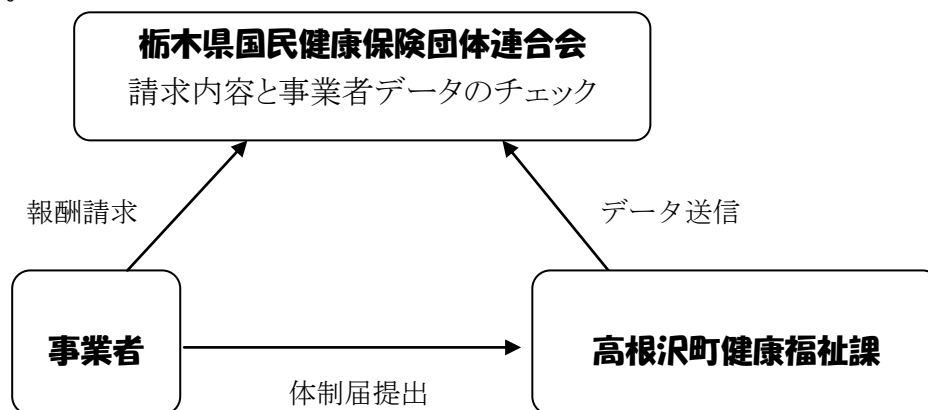 。
栃木県国民健康保険団体連合会
請求内容と事業者データのチェック
報酬請求
データ送信
事業者
高根沢町健康福祉課
体制届提出